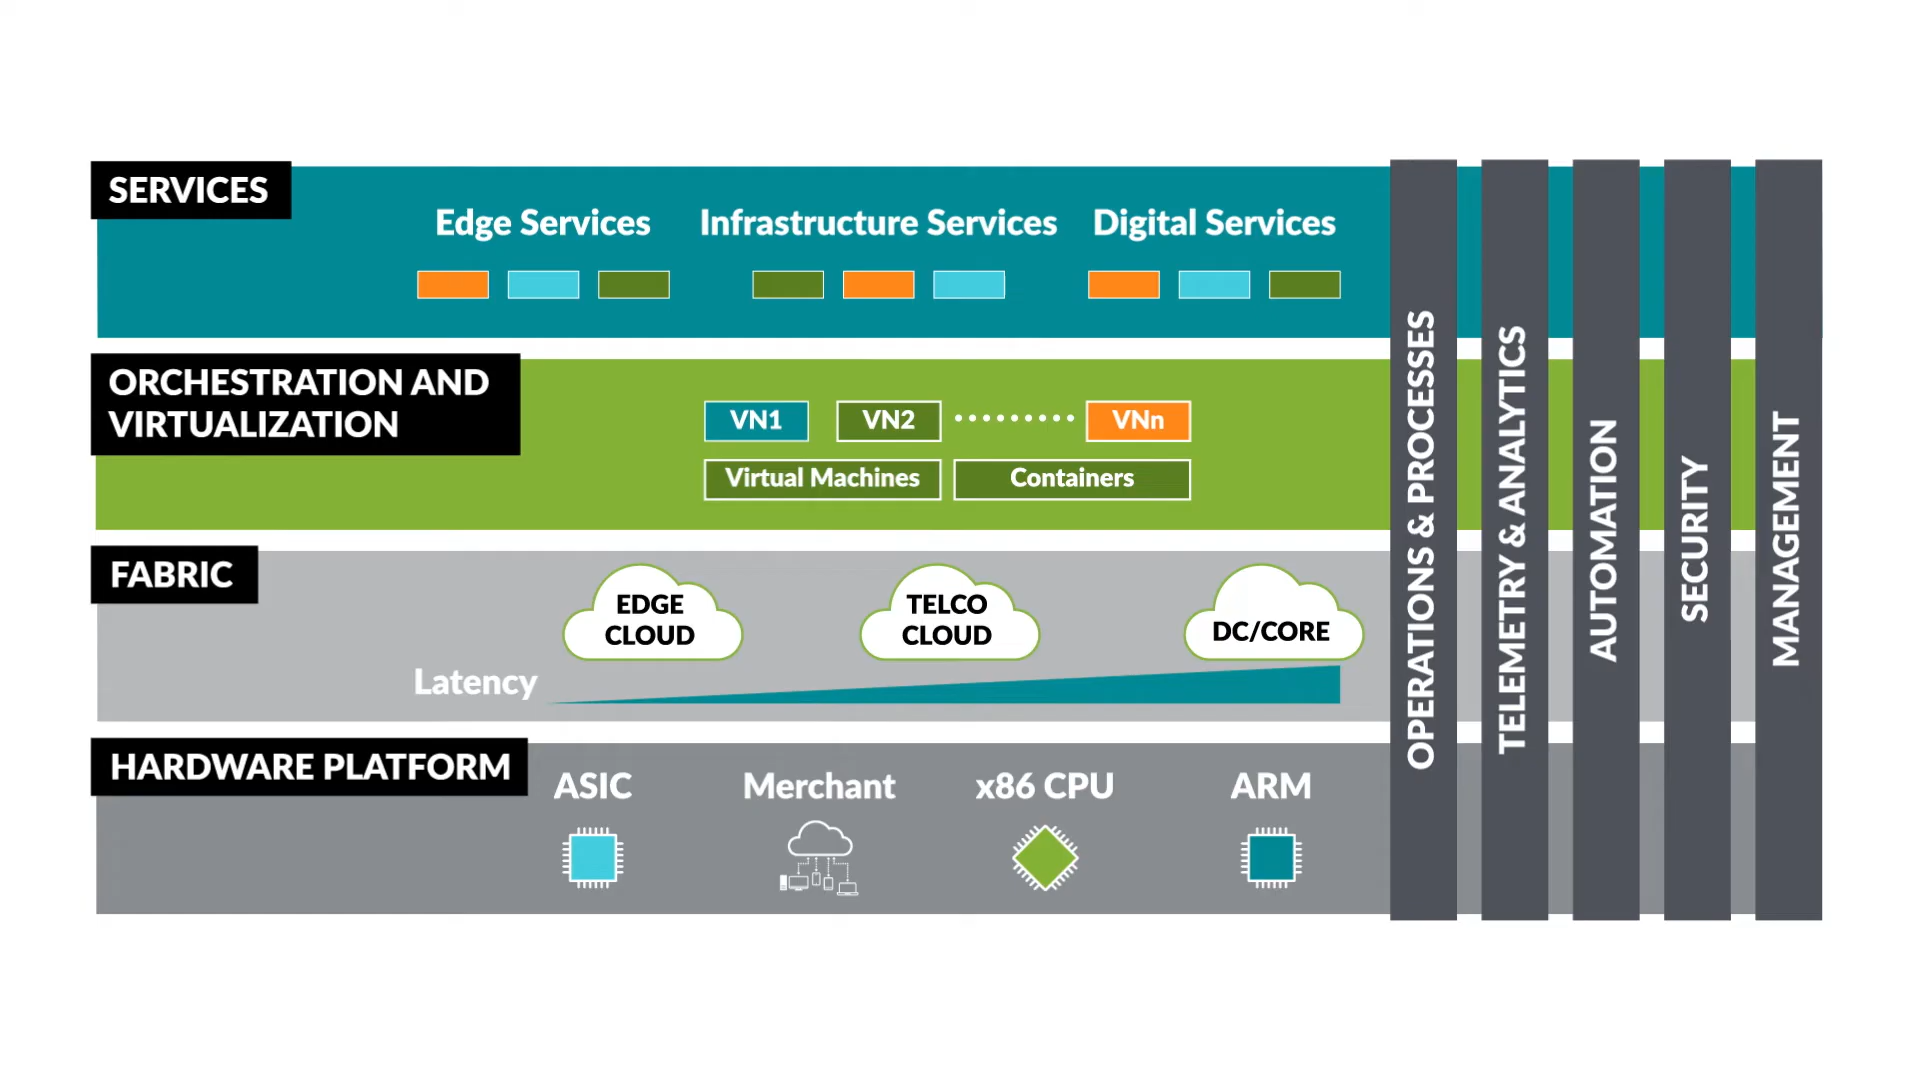 SERVICES
Edge Services
Infrastructure Services
Digital Services
ORCHESTRATION AND
VIRTUALIZATION
VN1
VN2
VNn
Virtual Machines
Containers
FABRIC
EDGE
CLOUD
TELCO
CLOUD
DC/CORE
Latency
HARDWARE PLATFORM
ASIC
Merchant
x86 CPU
ARM
OPERATIONS & PROCESSES
TELEMETRY & ANALYTICS
AUTOMATION
SECURITY
MANAGEMENT